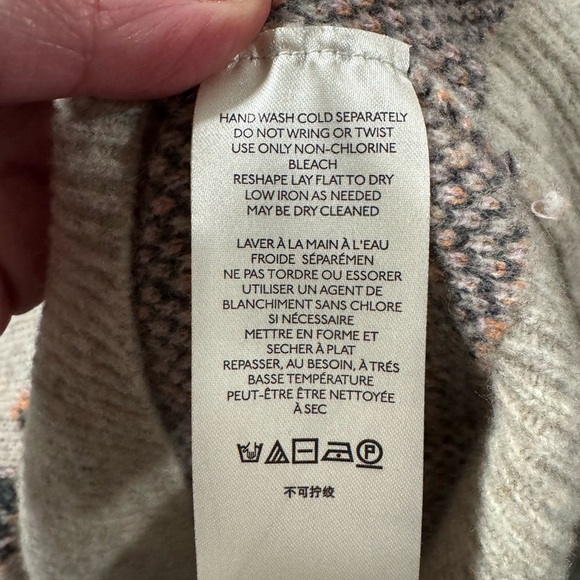 HAND WASH COLD SEPARATELY
DO NOT WRING OR TWIST
USE ONLY NON-CHLORINE
BLEACH
RESHAPE LAY FLAT TO DRY
LOW IRON AS NEEDED
MAY BE DRY CLEANED
LAVER À LA MAIN À L'EAU
FROIDE SÉPARÉMEN
NE PAS TORDRE OU ESSORER
UTILISER UN AGENT DE
BLANCHIMENT SANS CHLORE
SI NÉCESSAIRE
METTRE EN FORME ET
SECHER À PLAT
REPASSER, AU BESOIN, À TRÉS
BASSE TEMPÉRATURE
PEUT-ÊTRE ÊTRE NETTOYÉE
À SEC
P
不可拧绞